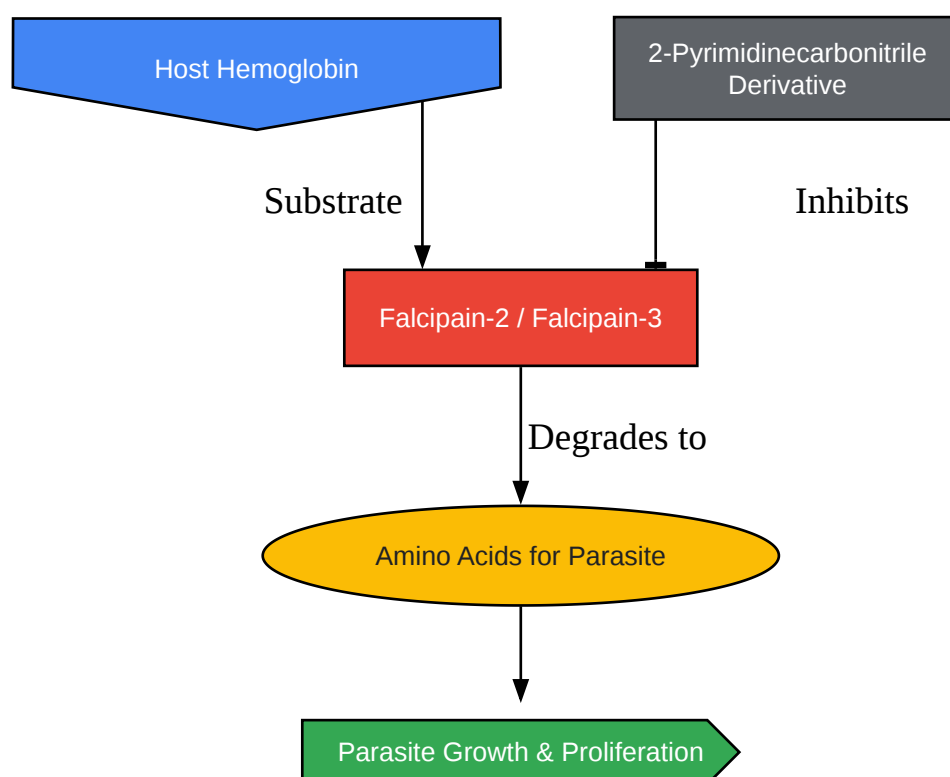 Host Hemoglobin
2-Pyrimidinecarbonitrile
Derivative
Substrate
Inhibits
Falcipain-2 / Falcipain-3
Degrades to
Amino Acids for Parasite
Parasite Growth & Proliferation